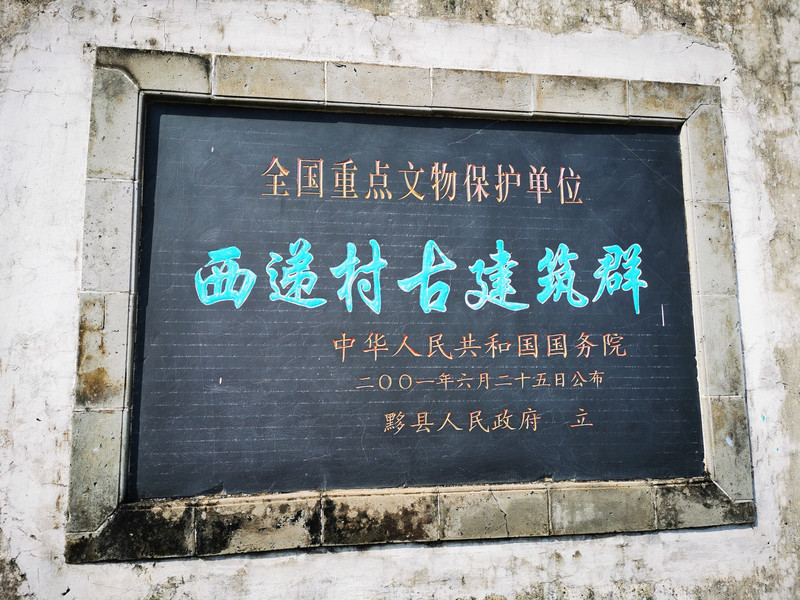 全国重点文物保护单位
西递村古建筑群
中华人民共和国国务院
二〇〇一年六月二十五日公布
黟县人民政府 立